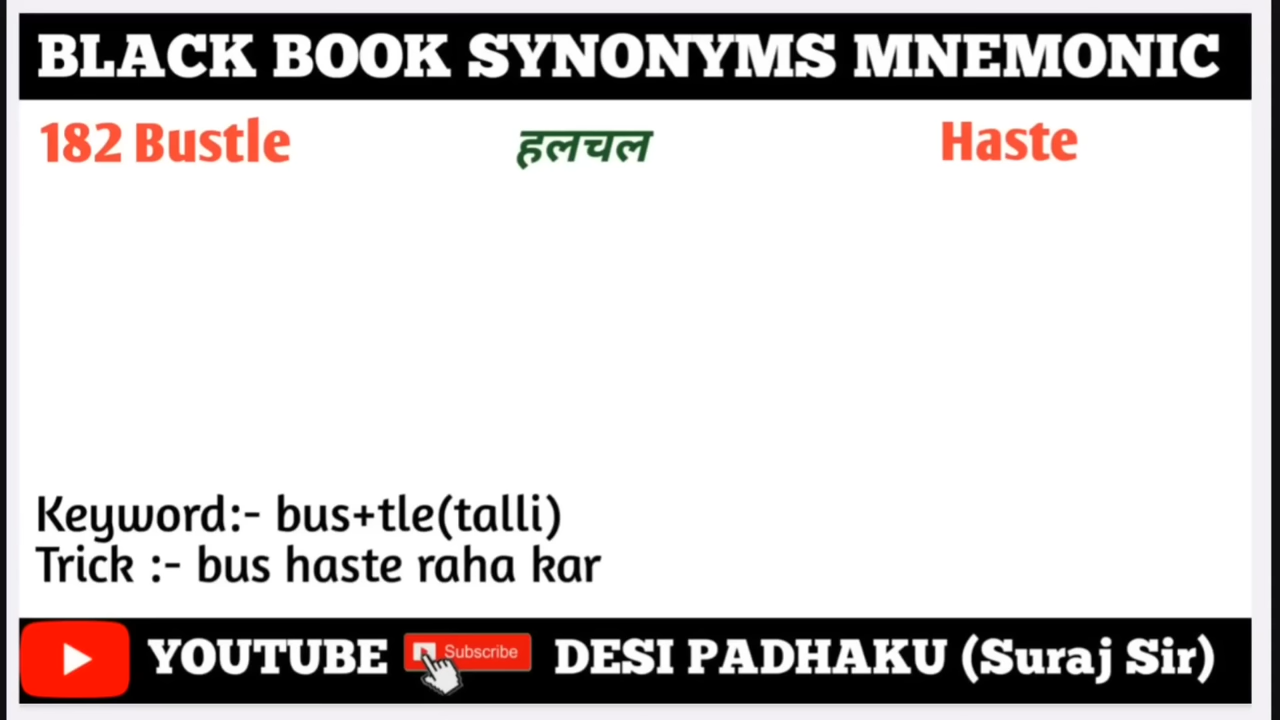 BLACK BOOK SYNONYMS MNEMONIC
182 Bustle हलचल Haste
Keyword:- bus+tle(talli)
Trick :- bus haste raha kar
YOUTUBE Subscribe DESI PADHAKU (Suraj Sir)